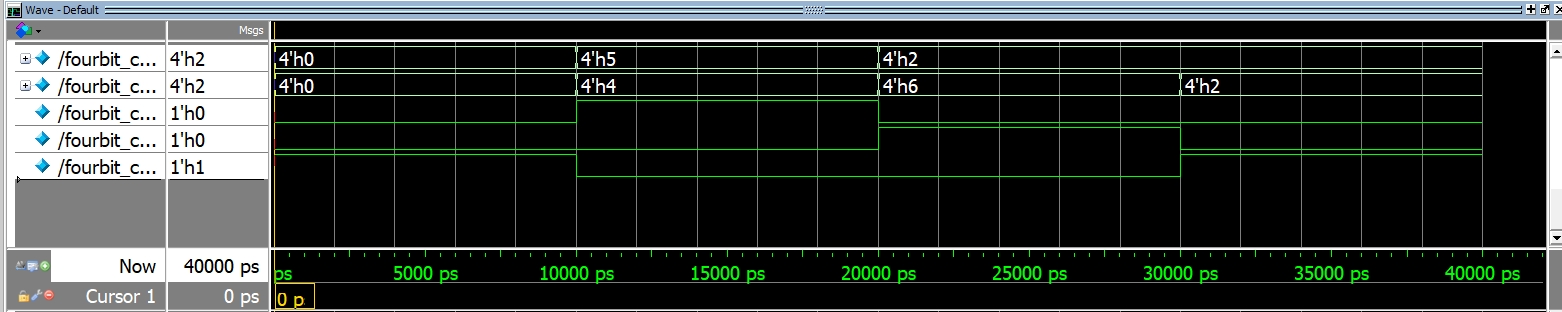 Wave - Default
Msgs
/fourbit_c... 4'h2 4'h0 4'h5 4'h2
/fourbit_c... 4'h2 4'h0 4'h4 4'h6 4'h2
/fourbit_c... 1'h0
/fourbit_c... 1'h0
/fourbit_c... 1'h1
Now 40000 ps ps 5000 ps 10000 ps 15000 ps 20000 ps 25000 ps 30000 ps 35000 ps 40000 ps
Cursor 1 0 ps 0 p